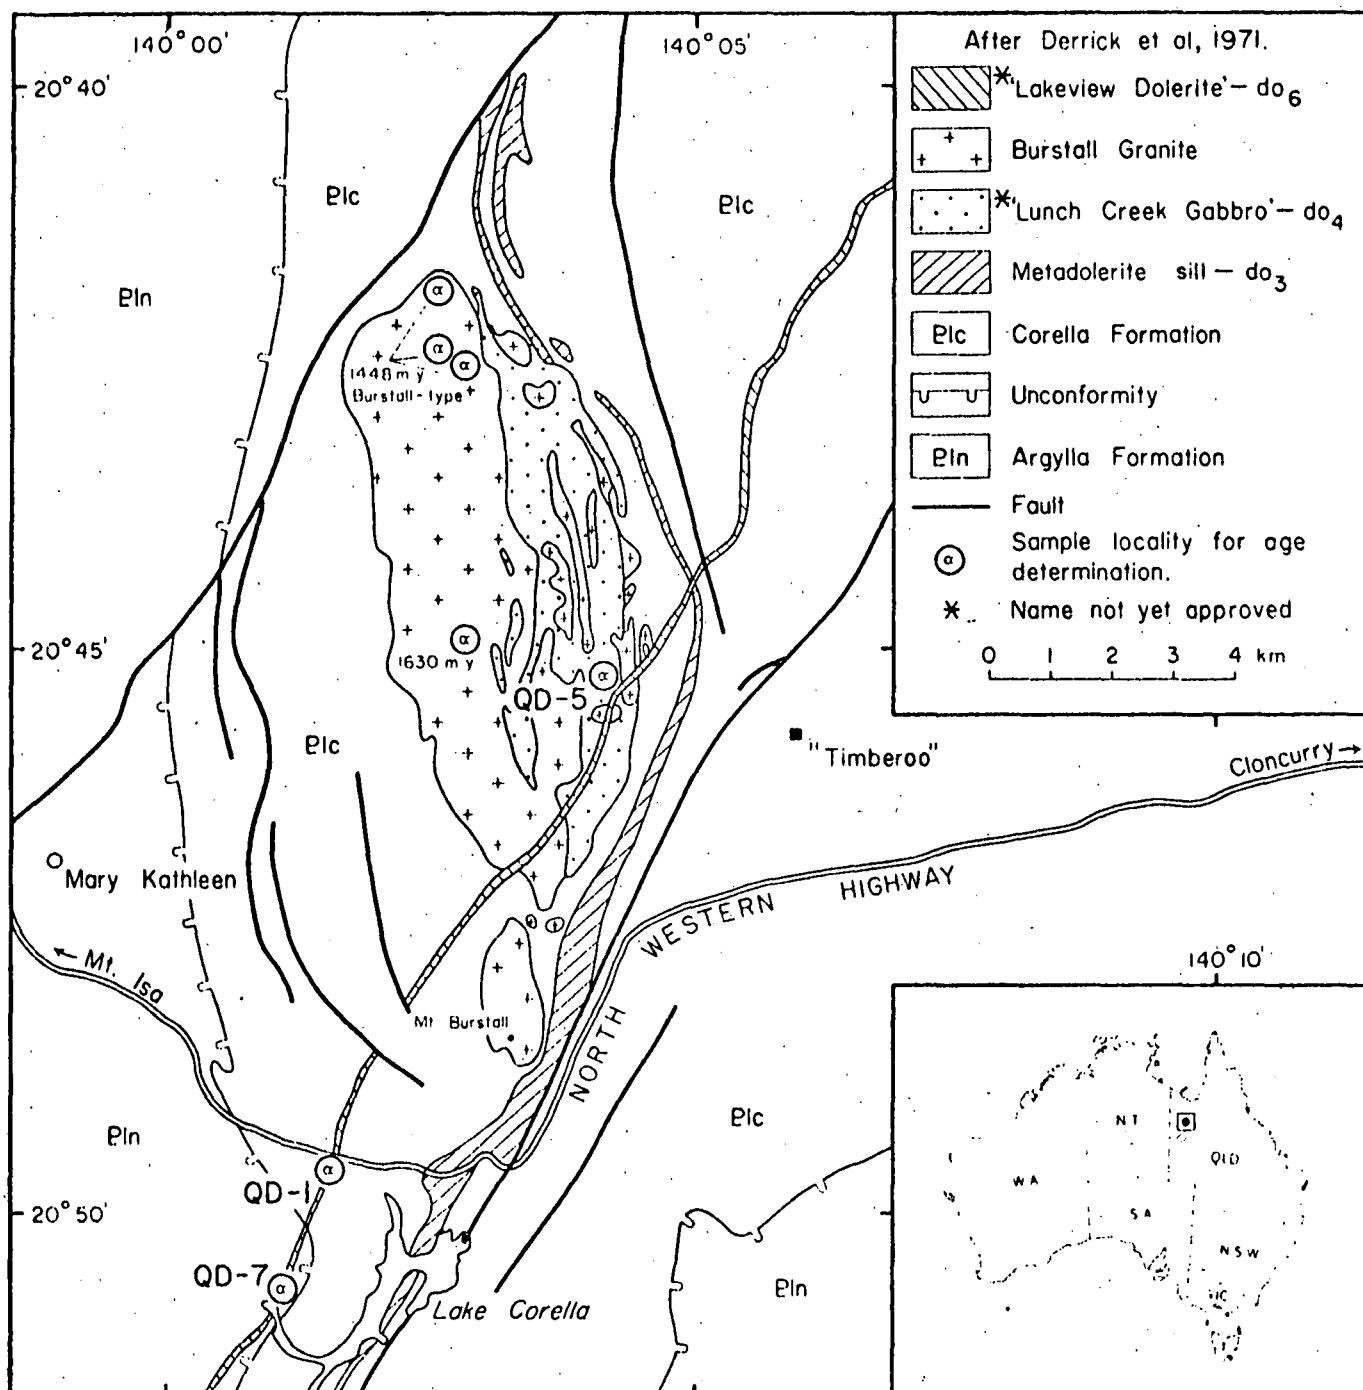 140°00'
140°05'
20°40'
After Derrick et al, 1971.
*'Lakeview Dolerite' – do6
Burstall Granite
*'Lunch Creek Gabbro' – do4
Metadolerite sill – do3
Plc Corella Formation
Unconformity
Pln Argylla Formation
Fault
α Sample locality for age
determination.
* Name not yet approved
0 1 2 3 4 km
Plc
Plc
Pln
α
α
α
1448 m y
Burstall-type
20°45'
α
1630 m y
α
QD-5
Plc
"Timberoo"
Cloncurry →
Mary Kathleen
NORTH WESTERN HIGHWAY
← Mt. Isa
Mt Burstall
140°10'
Plc
Pln
α
QD-1
20°50'
QD-7
α
Lake Corella
Pln
NT
QLD
WA
SA
NSW
VIC
T